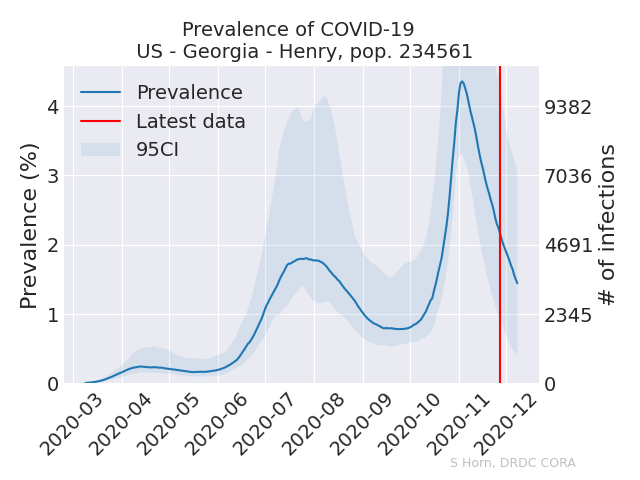 Prevalence of COVID-19
US - Georgia - Henry, pop. 234561
Prevalence
Latest data
95CI
Prevalence (%)
4
3
2
1
0
9382
7036
4691
2345
0
# of infections
2020-03
2020-04
2020-05
2020-06
2020-07
2020-08
2020-09
2020-10
2020-11
2020-12
S Horn, DRDC CORA